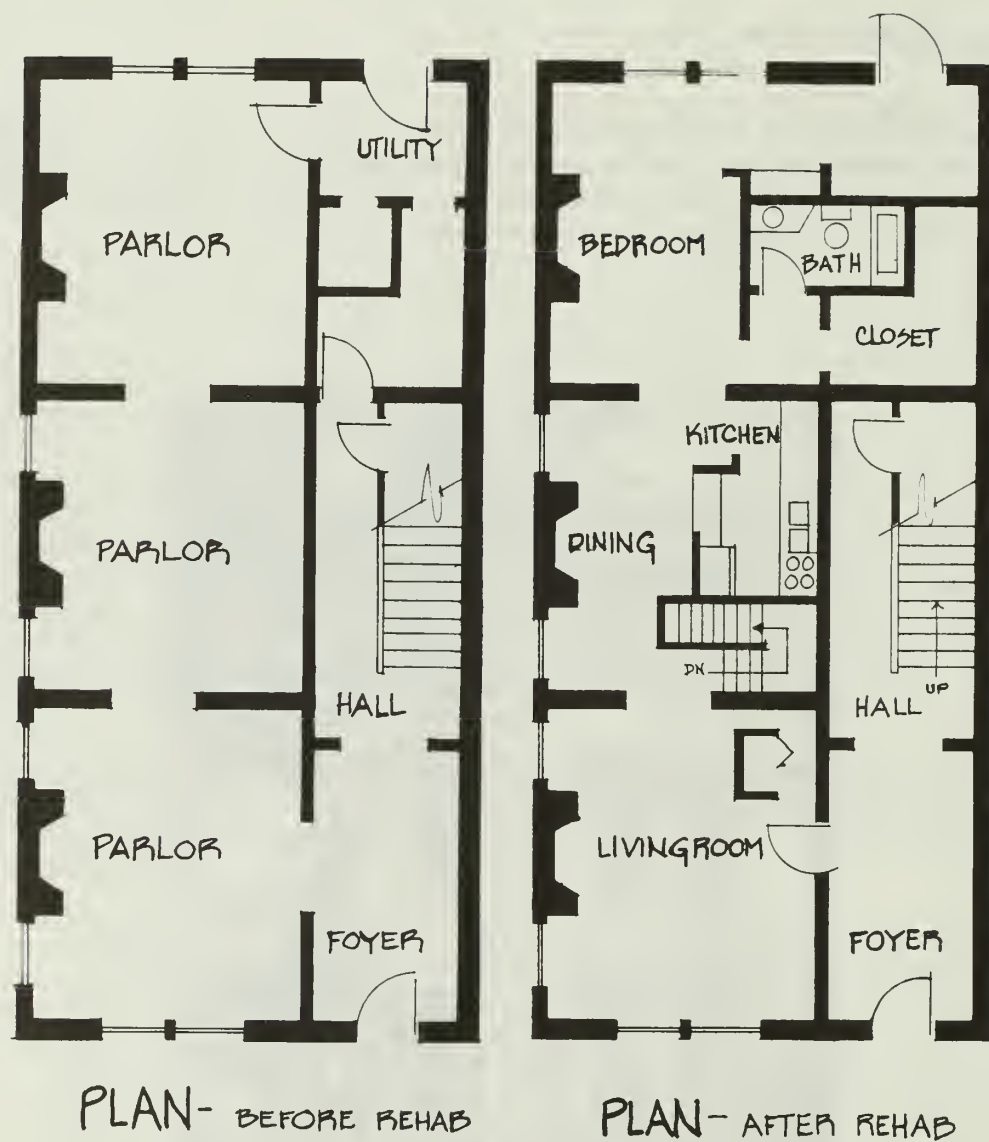 UTILITY
PARLOR
PARLOR
HALL
PARLOR
FOYER
PLAN- BEFORE REHAB
BEDROOM
BATH
CLOSET
KITCHEN
DINING
DN
UP
HALL
LIVINGROOM
FOYER
PLAN- AFTER REHAB